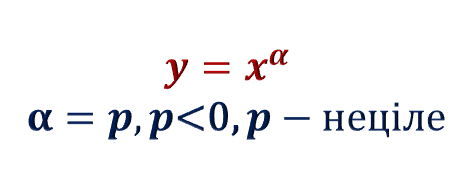 y = x^α
α = p, p<0, p − неціле